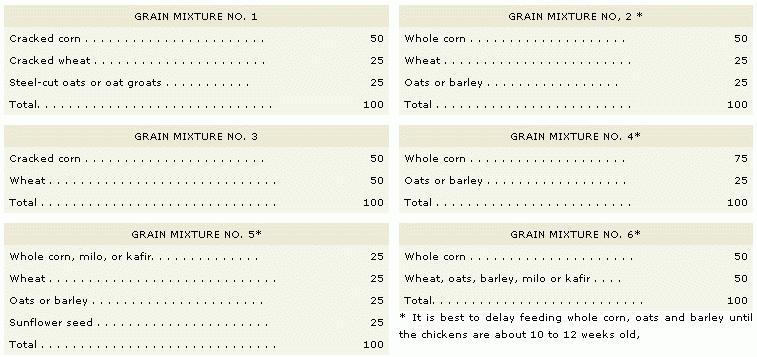 GRAIN MIXTURE NO. 1
Cracked corn . . . . . . . . . . . . . . . . . . . . . . . . 50
Cracked wheat . . . . . . . . . . . . . . . . . . . . . . 25
Steel-cut oats or oat groats . . . . . . . . . . . 25
Total. . . . . . . . . . . . . . . . . . . . . . . . . . . . . . . 100
GRAIN MIXTURE NO, 2 *
Whole corn . . . . . . . . . . . . . . . . . . . . . 50
Wheat . . . . . . . . . . . . . . . . . . . . . . . . 25
Oats or barley . . . . . . . . . . . . . . . . . . 25
Total . . . . . . . . . . . . . . . . . . . . . . . . . 100
GRAIN MIXTURE NO. 3
Cracked corn . . . . . . . . . . . . . . . . . . . . . . . . 50
Wheat . . . . . . . . . . . . . . . . . . . . . . . . . . . . . . 50
Total . . . . . . . . . . . . . . . . . . . . . . . . . . . . . . . 100
GRAIN MIXTURE NO. 4*
Whole corn . . . . . . . . . . . . . . . . . . . . . 75
Oats or barley . . . . . . . . . . . . . . . . . . . 25
Total . . . . . . . . . . . . . . . . . . . . . . . . . 100
GRAIN MIXTURE NO. 5*
Whole corn, milo, or kafir. . . . . . . . . . . . . . 25
Wheat . . . . . . . . . . . . . . . . . . . . . . . . . . . . . 25
Oats or barley . . . . . . . . . . . . . . . . . . . . . . . 25
Sunflower seed . . . . . . . . . . . . . . . . . . . . . . . 25
Total . . . . . . . . . . . . . . . . . . . . . . . . . . . . . . . 100
GRAIN MIXTURE NO. 6*
Whole corn . . . . . . . . . . . . . . . . . . . . . . 50
Wheat, oats, barley, milo or kafir . . . . 50
Total. . . . . . . . . . . . . . . . . . . . . . . . . . . . 100
* It is best to delay feeding whole corn, oats and barley until
the chickens are about 10 to 12 weeks old,